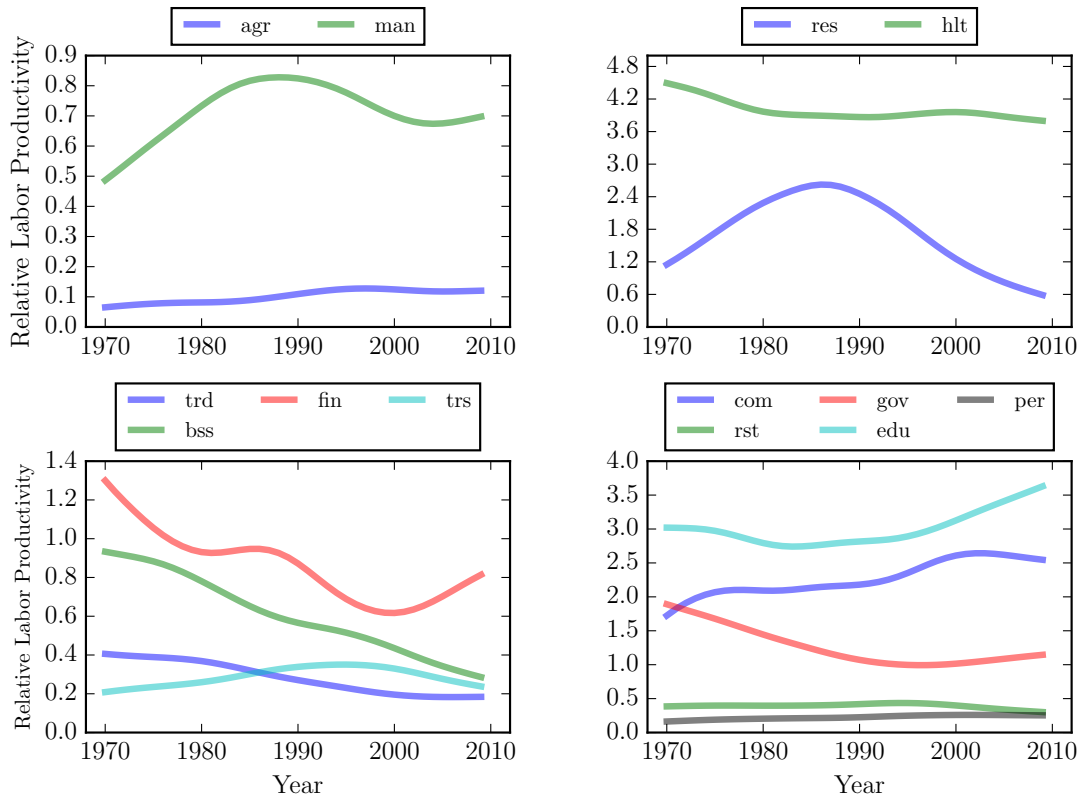 agr man
Relative Labor Productivity
0.9
0.8
0.7
0.6
0.5
0.4
0.3
0.2
0.1
0.0
1970 1980 1990 2000 2010
res hlt
4.8
4.2
3.6
3.0
2.4
1.8
1.2
0.6
0.0
1970 1980 1990 2000 2010
trd fin trs
bss
Relative Labor Productivity
1.4
1.2
1.0
0.8
0.6
0.4
0.2
0.0
1970 1980 1990 2000 2010
Year
com gov per
rst edu
4.0
3.5
3.0
2.5
2.0
1.5
1.0
0.5
0.0
1970 1980 1990 2000 2010
Year